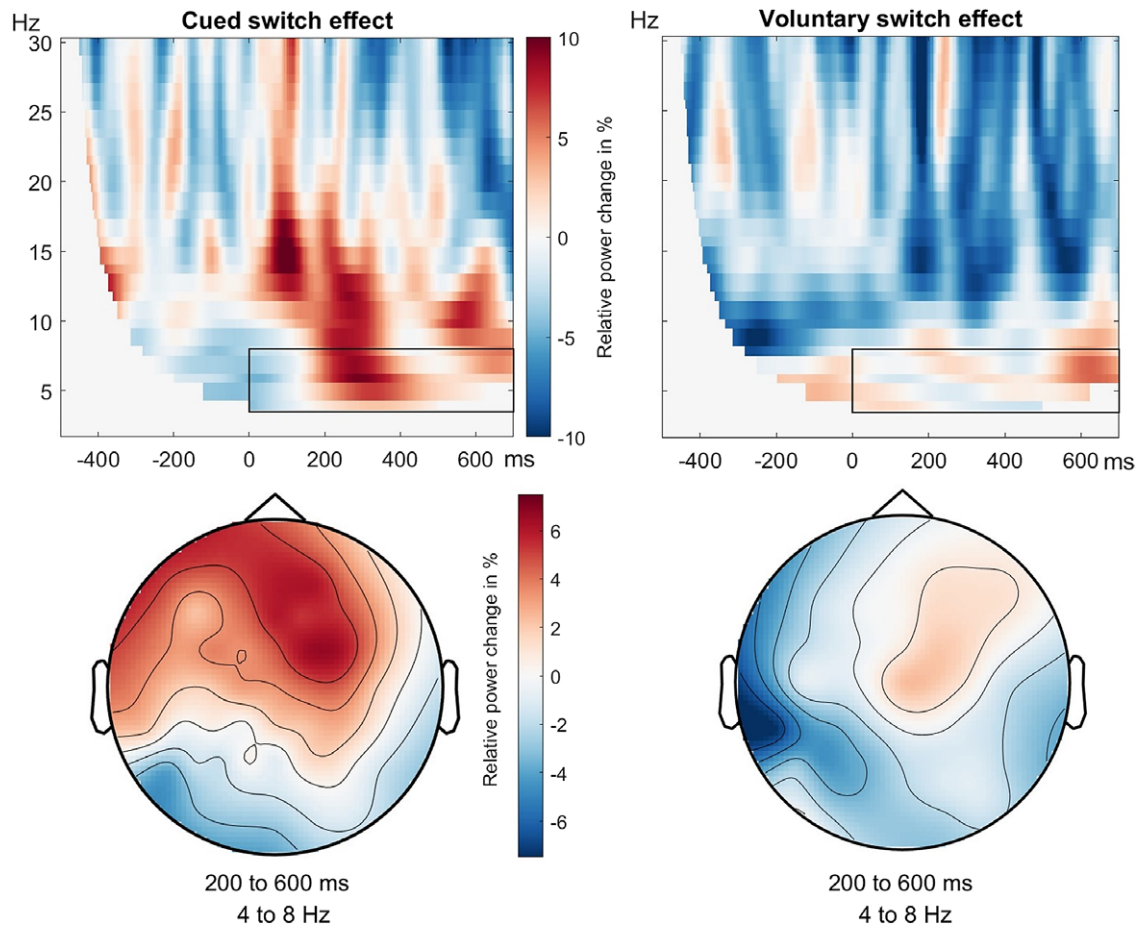 Hz
Cued switch effect
30
25
20
15
10
5
-400
-200
0
200
400
600
ms
10
5
0
-5
-10
Relative power change in %
Hz
Voluntary switch effect
-400
-200
0
200
400
600
ms
6
4
2
0
-2
-4
-6
Relative power change in %
200 to 600 ms
4 to 8 Hz
200 to 600 ms
4 to 8 Hz